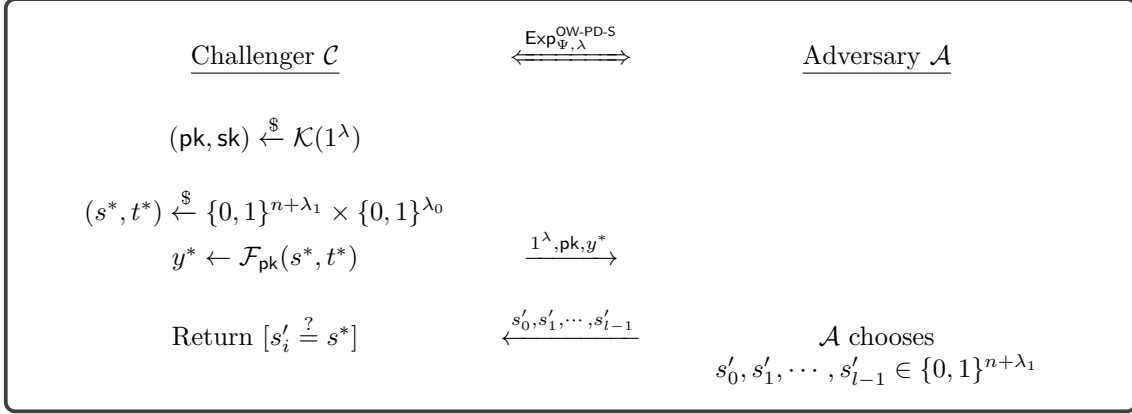 Challenger 𝒞 Exp^{OW-PD-S}_{Ψ,λ} ⟺ Adversary 𝒜
(pk, sk) ←^$ 𝒦(1^λ)
(s*, t*) ←^$ {0, 1}^{n+λ_1} × {0, 1}^{λ_0}
y* ← ℱ_pk(s*, t*) 1^λ,pk,y* ⟶
Return [s'_i ≟ s*] s'_0,s'_1,⋯,s'_{l−1} ⟵ 𝒜 chooses
s'_0, s'_1, ⋯ , s'_{l−1} ∈ {0, 1}^{n+λ_1}